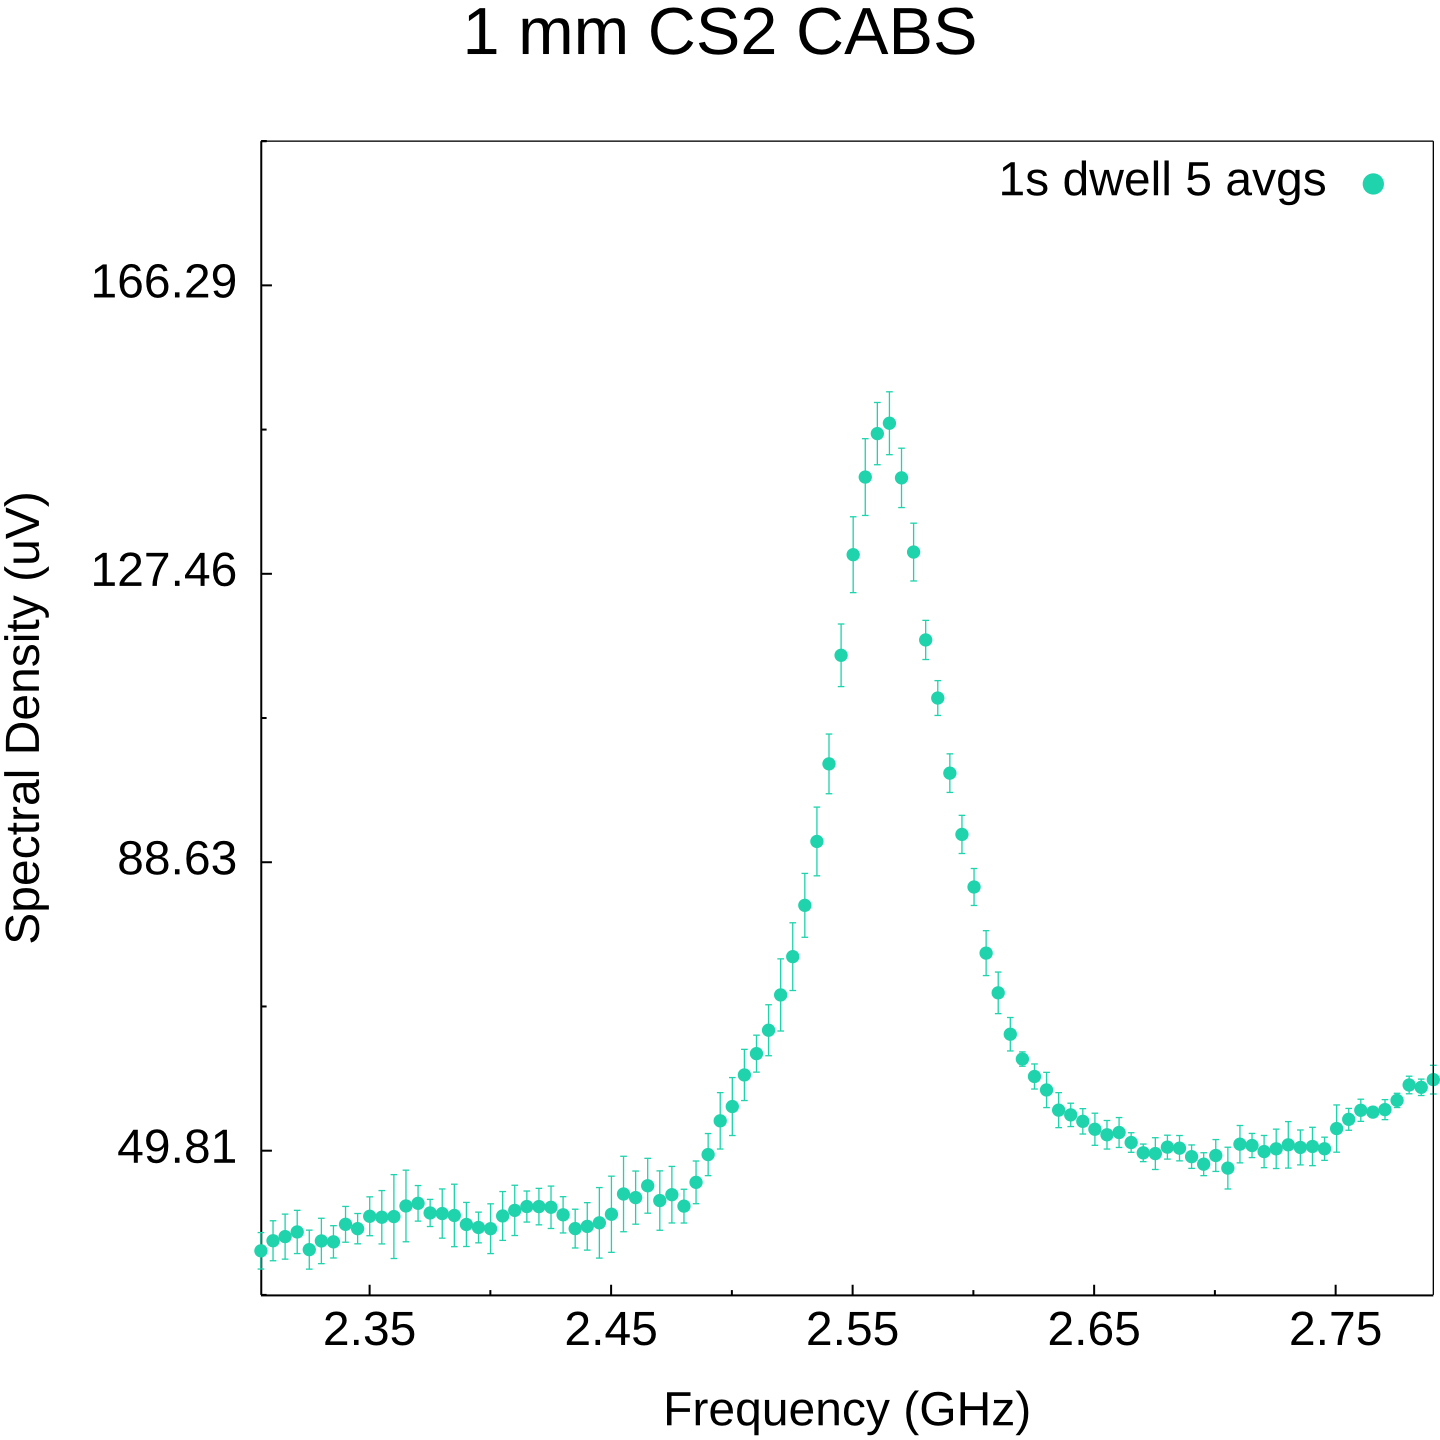 1 mm CS2 CABS
1s dwell 5 avgs
166.29
127.46
88.63
49.81
Spectral Density (uV)
2.35 2.45 2.55 2.65 2.75
Frequency (GHz)